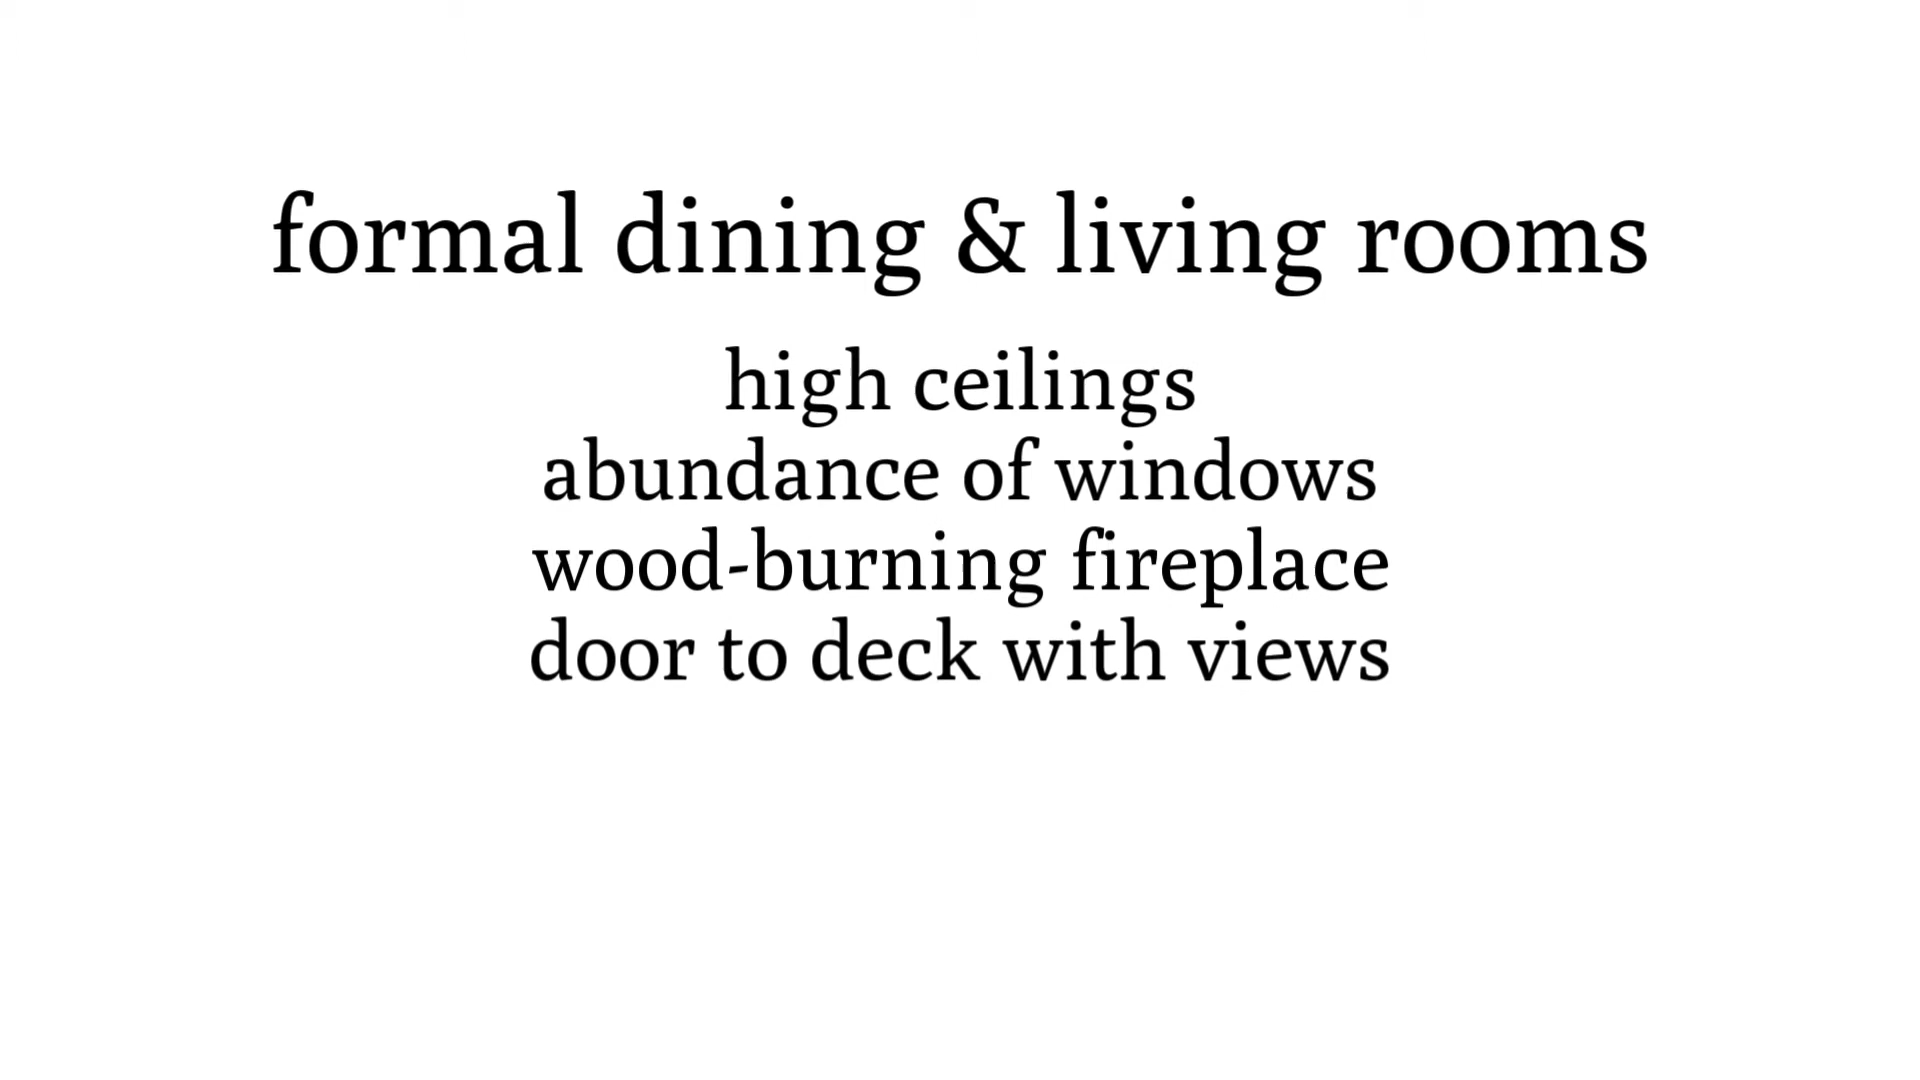 formal dining & living rooms
high ceilings
abundance of windows
wood-burning fireplace
door to deck with views